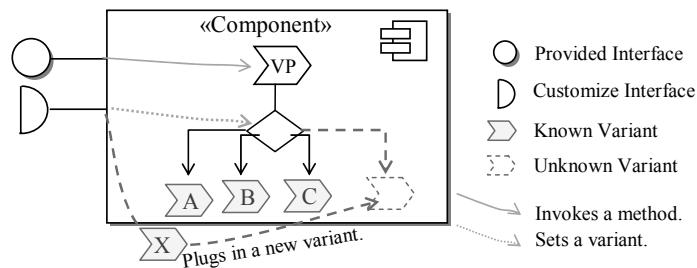 «Component»
VP
A
B
C
X
Plugs in a new variant.
Provided Interface
Customize Interface
Known Variant
Unknown Variant
Invokes a method.
Sets a variant.